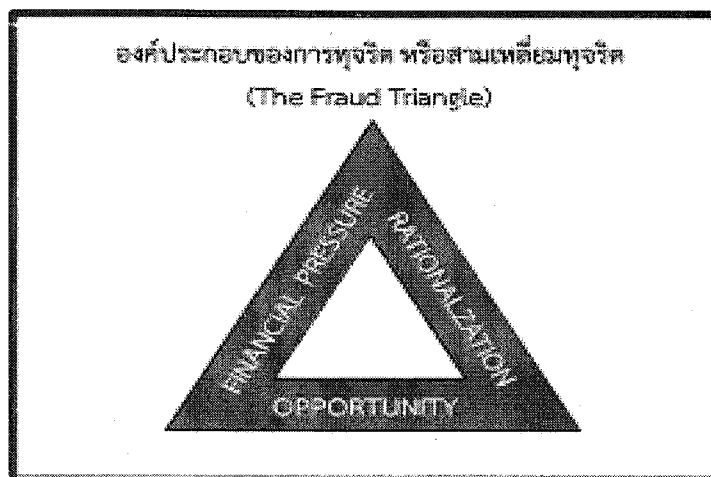 องค์ประกอบของการทุจริต หรือสามเหลี่ยมทุจริต
(The Fraud Triangle)
FINANCIAL PRESSURE
RATIONALZATION
OPPORTUNITY